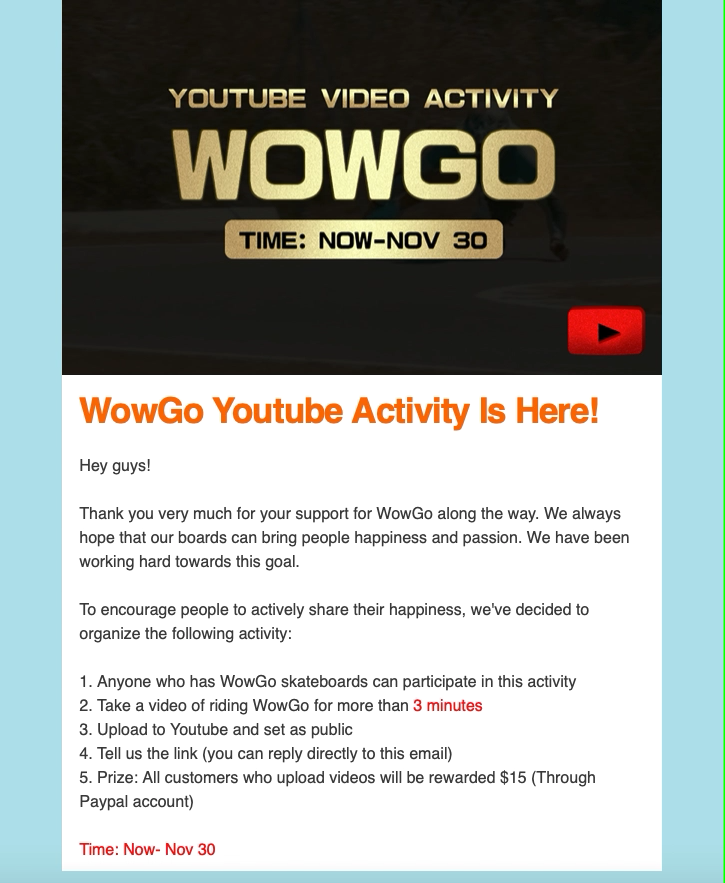 YOUTUBE VIDEO ACTIVITY
WOWGO
TIME: NOW-NOV 30
WowGo Youtube Activity Is Here!
Hey guys!
Thank you very much for your support for WowGo along the way. We always
hope that our boards can bring people happiness and passion. We have been
working hard towards this goal.
To encourage people to actively share their happiness, we've decided to
organize the following activity:
1. Anyone who has WowGo skateboards can participate in this activity
2. Take a video of riding WowGo for more than 3 minutes
3. Upload to Youtube and set as public
4. Tell us the link (you can reply directly to this email)
5. Prize: All customers who upload videos will be rewarded $15 (Through
Paypal account)
Time: Now- Nov 30